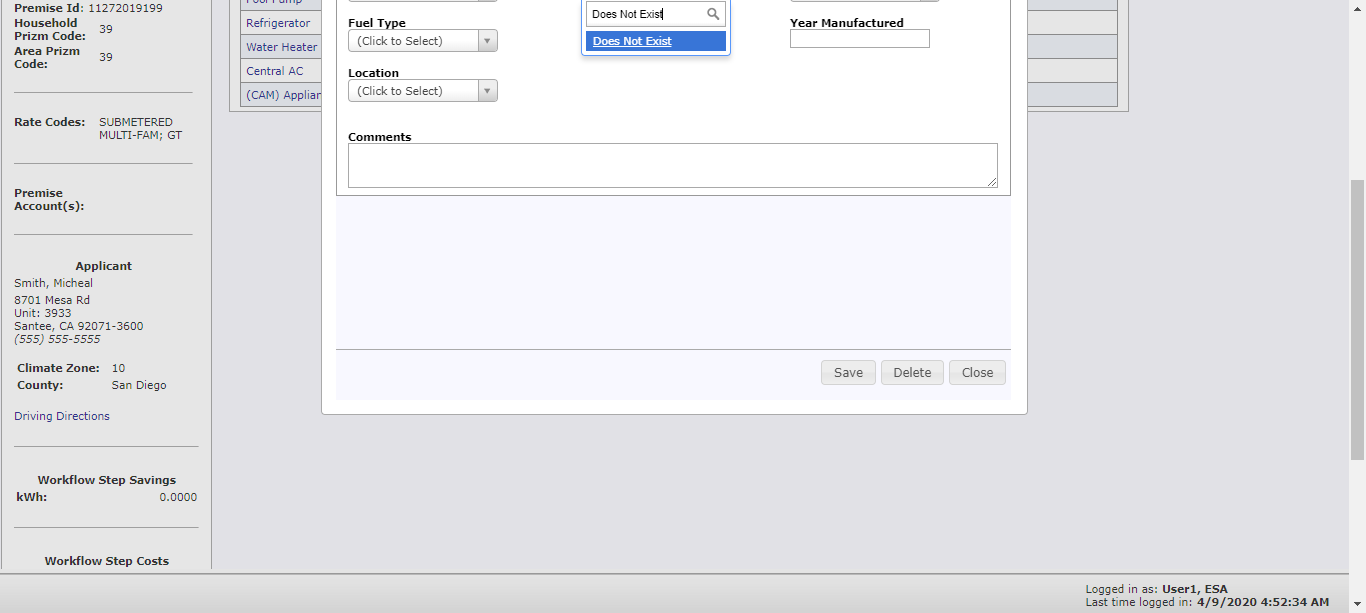 Premise Id: 11272019199
Household Prizm Code: 39
Area Prizm Code: 39
Rate Codes: SUBMETERED MULTI-FAM; GT
Premise Account(s):
Applicant
Smith, Micheal
8701 Mesa Rd
Unit: 3933
Santee, CA 92071-3600
(555) 555-5555
Climate Zone: 10
County: San Diego
Driving Directions
Workflow Step Savings
kWh: 0.0000
Workflow Step Costs
Refrigerator
Water Heater
Central AC
(CAM) Applian
Fuel Type
(Click to Select)
Does Not Exist
Does Not Exist
Year Manufactured
Location
(Click to Select)
Comments
Save Delete Close
Logged in as: User1, ESA
Last time logged in: 4/9/2020 4:52:34 AM